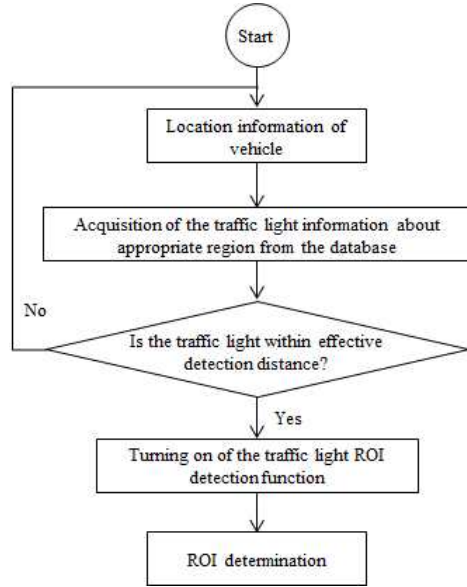 Start
Location information of
vehicle
Acquisition of the traffic light information about
appropriate region from the database
No
Is the traffic light within effective
detection distance?
Yes
Turning on of the traffic light ROI
detection function
ROI determination